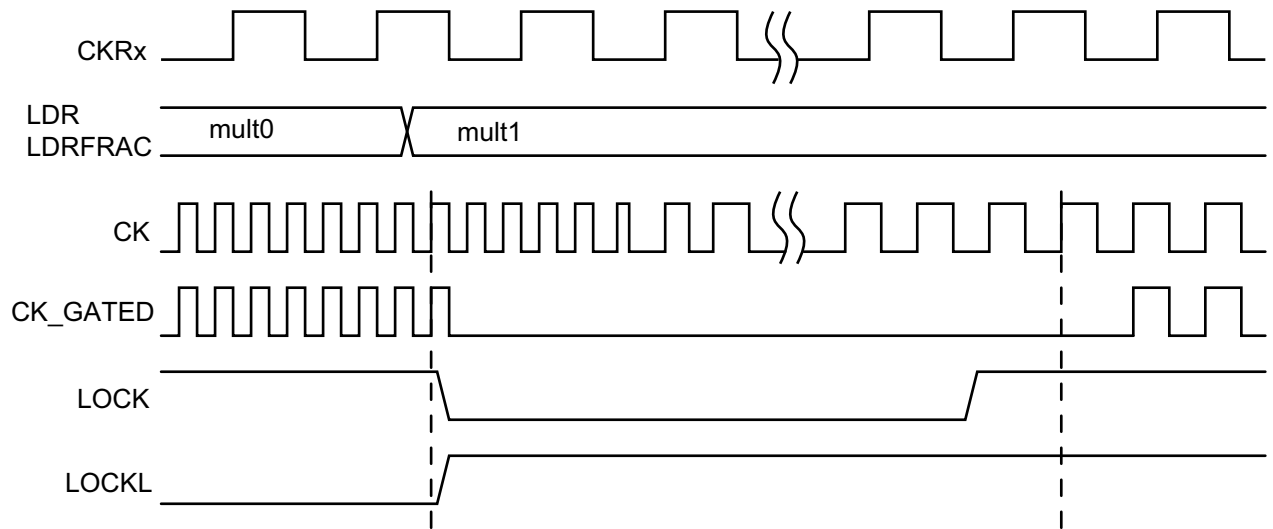 CKRx
LDR
LDRFRAC
mult0
mult1
CK
CK_GATED
LOCK
LOCKL